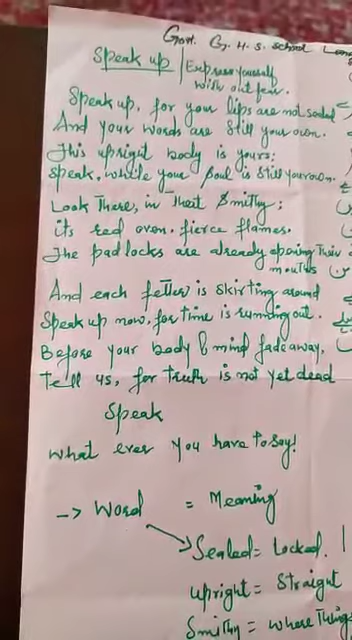 Govt. G. H. S. School
Speak up / Express yourself
with out fear.
Speak up, for your lips are not sealed
And your words are still your own.
This upright body is yours:
speak. while your soul is still your own.
Look There, in That Smithy;
its red oven. fierce flames.
The pad locks are already opening Their
mouths
And each fetter is skirting around
Speak up now, for time is running out.
Before your body & mind fade away,
Tell us, for truth is not yet dead
Speak
what ever you have to say!
-> Word = Meaning
Sealed = Locked. |
upright = Straight
Smithy = where Things